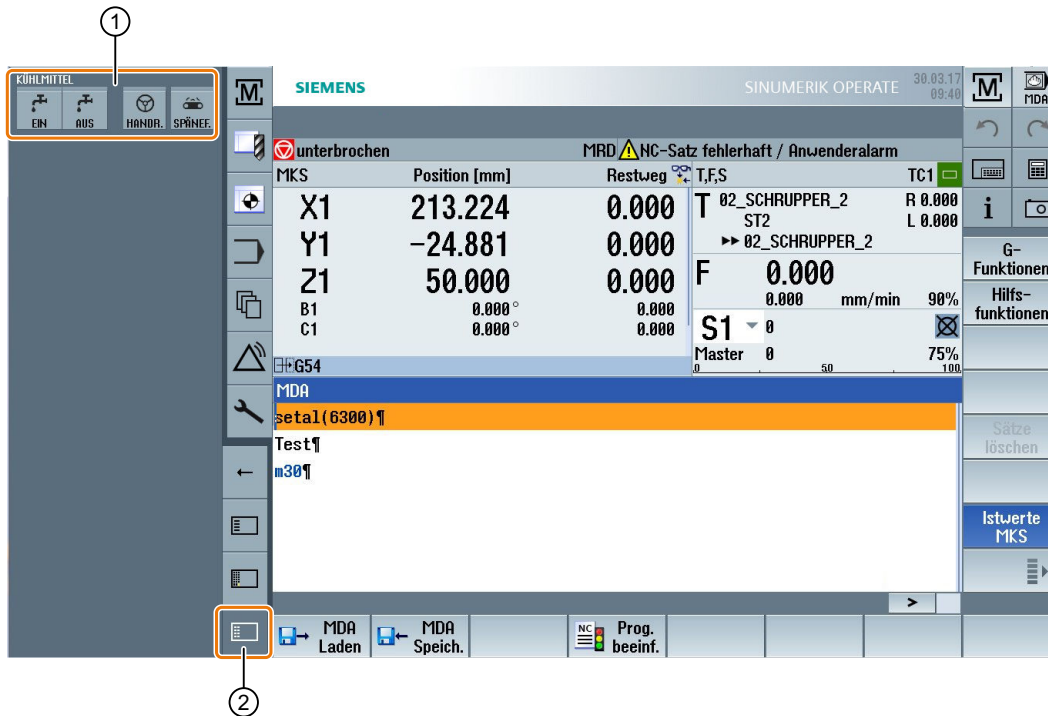 1
KÜHLMITTEL
EIN AUS HANDR. SPÄNEF.
M
SIEMENS
SINUMERIK OPERATE
30.03.17
09:40
M
MDA
unterbrochen
MRD NC-Satz fehlerhaft / Anwenderalarm
MKS Position [mm] Restweg
T,F,S TC1
X1 213.224 0.000
Y1 -24.881 0.000
Z1 50.000 0.000
B1 0.000° 0.000
C1 0.000° 0.000
T 02_SCHRUPPER_2 R 0.000
ST2 L 0.000
►► 02_SCHRUPPER_2
F 0.000
0.000 mm/min 90%
S1 0
Master 0 75%
0 50 100
G54
i
G-
Funktionen
Hilfs-
funktionen
MDA
setal(6300)¶
Test¶
m30¶
Sätze
löschen
Istwerte
MKS
>
MDA
Laden
MDA
Speich.
NC
Prog.
beeinf.
2